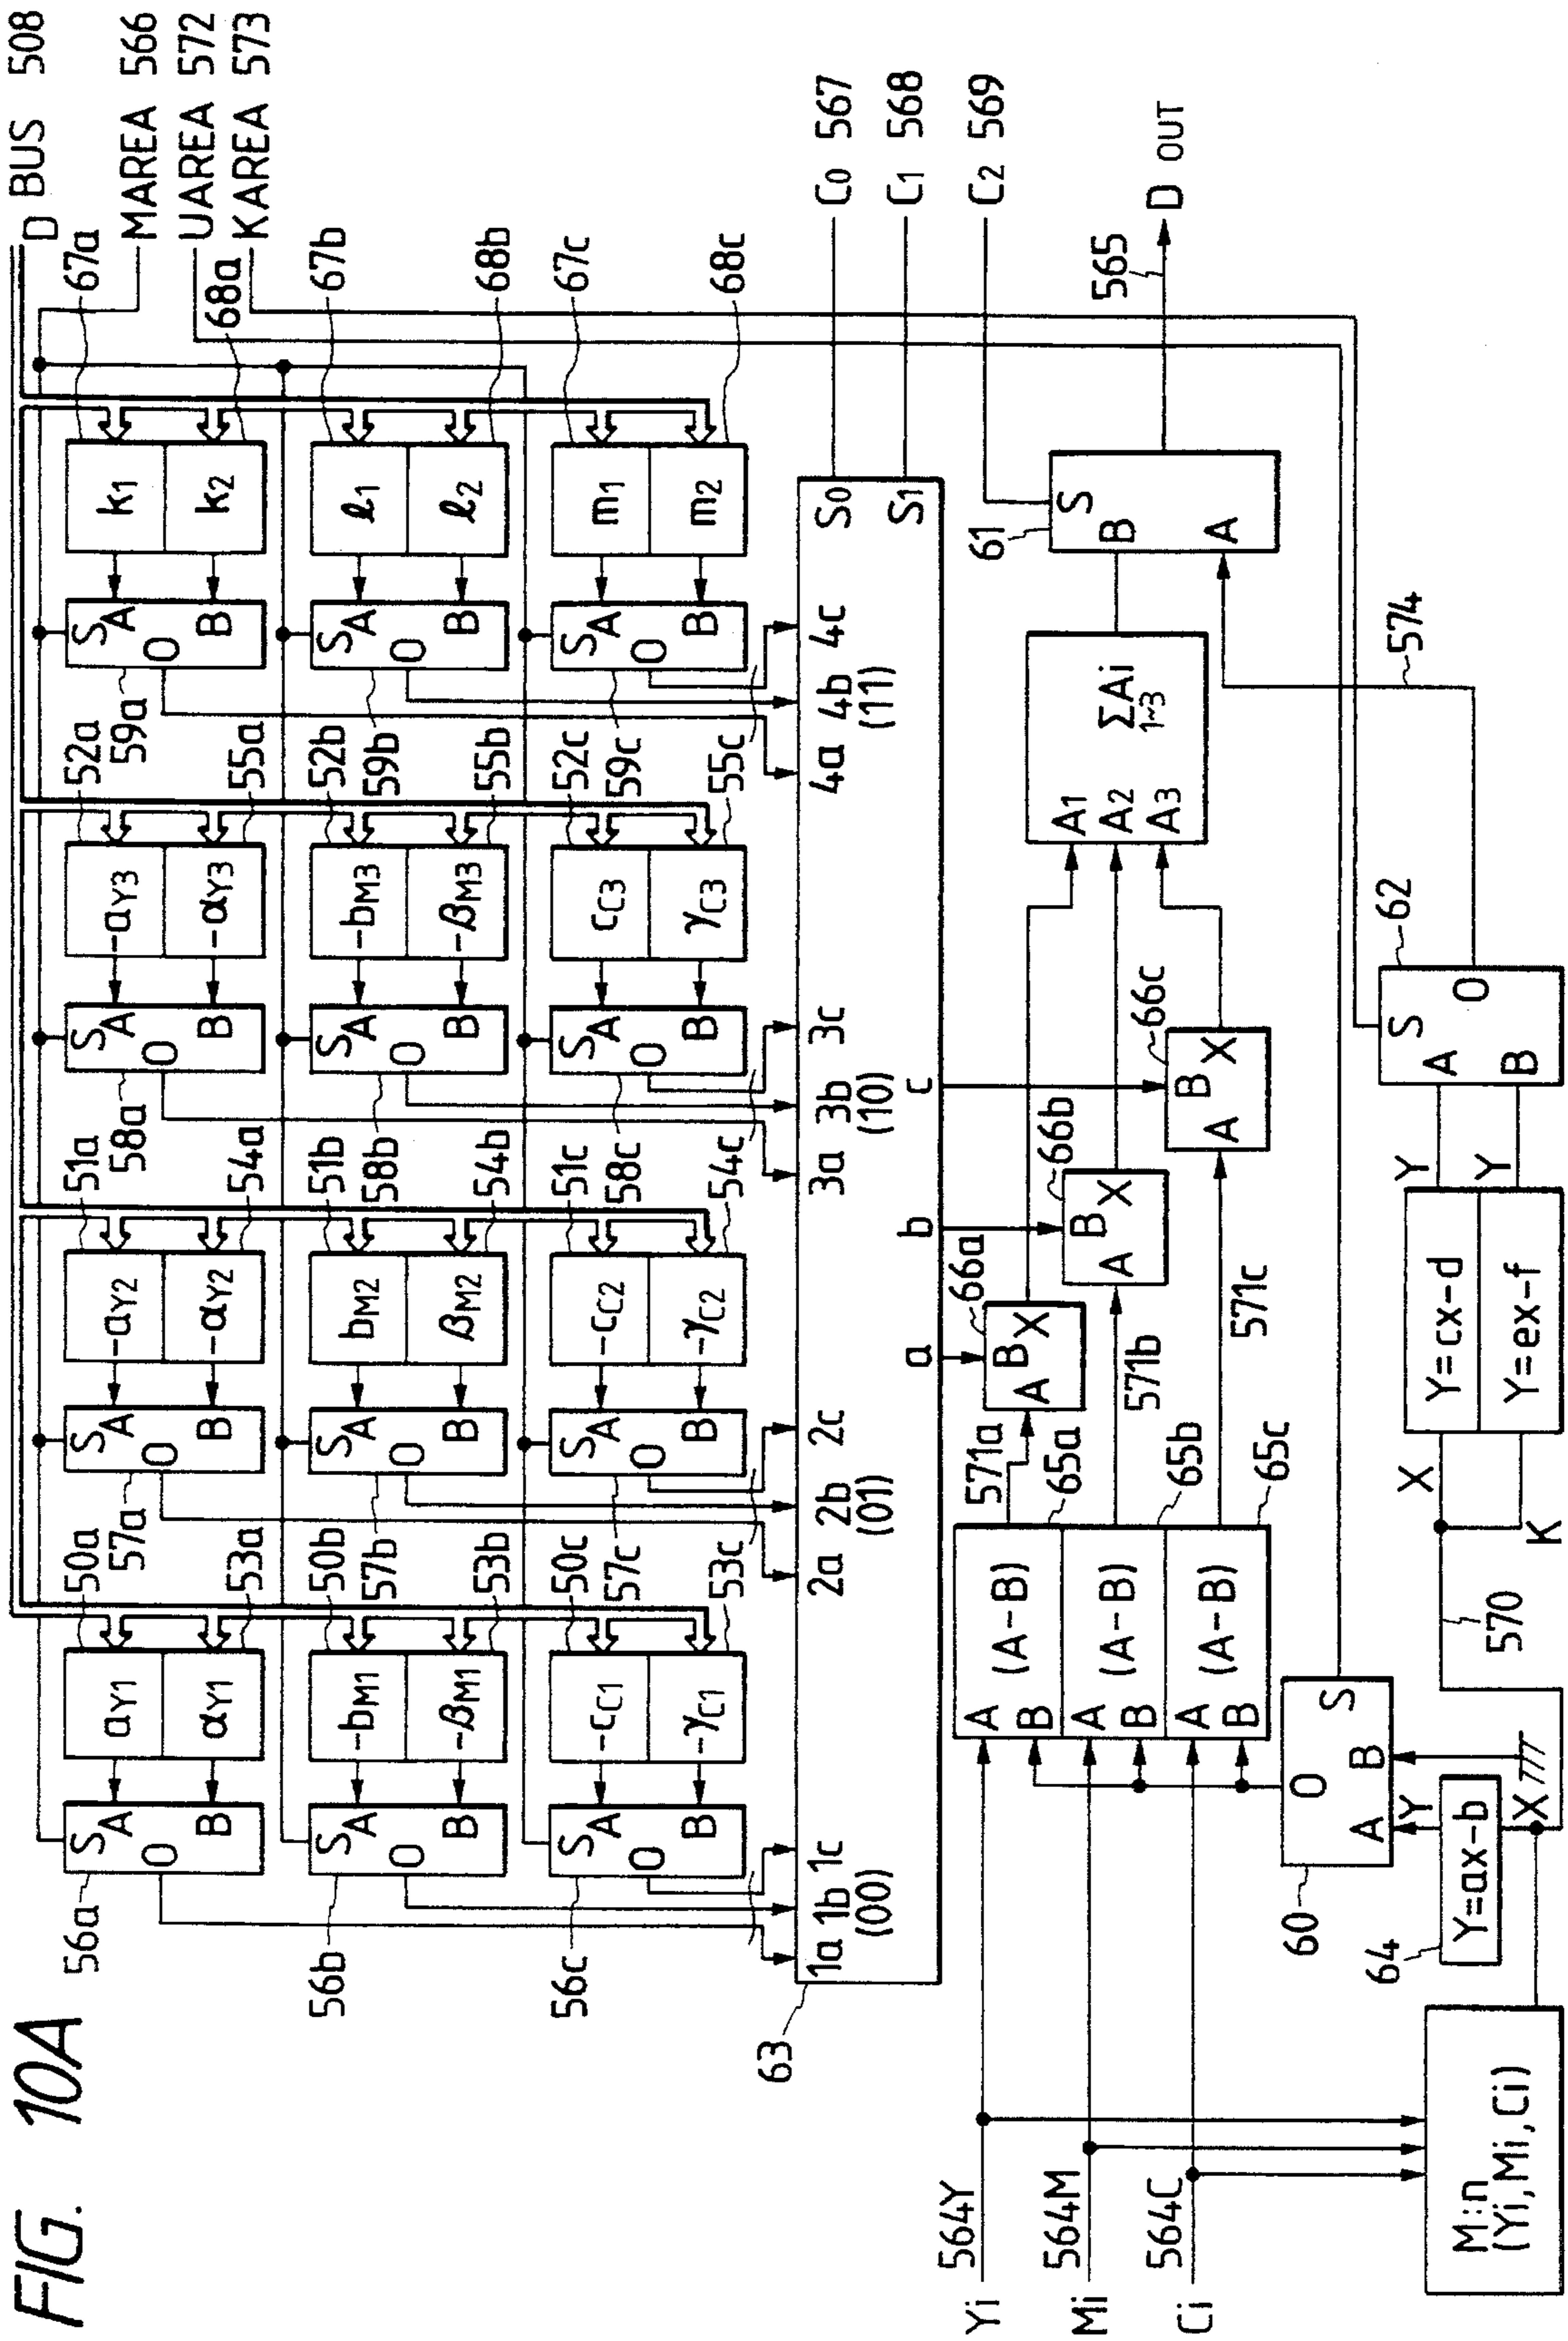 FIG. 10A
D BUS 508
MAREA 566
UAREA 572
KAREA 573
56a
S A O B
aY1
αY1
50a
53a
57a
S A O B
-aY2
-αY2
51a
54a
58a
S A O B
-aY3
-αY3
52a
55a
59a
S A O B
k1
k2
67a
68a
56b
S A O B
-bM1
-βM1
50b
53b
57b
S A O B
bM2
βM2
51b
54b
58b
S A O B
-bM3
-βM3
52b
55b
59b
S A O B
ℓ1
ℓ2
67b
68b
56c
S A O B
-cC1
-γC1
50c
53c
57c
S A O B
-cC2
-γC2
51c
54c
58c
S A O B
cC3
γC3
52c
55c
59c
S A O B
m1
m2
67c
68c
63
1a 1b 1c
(00)
2a 2b 2c
(01)
3a 3b 3c
(10)
4a 4b 4c
(11)
S0
S1
a b c
C0 567
C1 568
C2 569
Yi
564Y
Mi
564M
Ci
564C
A
B
(A-B)
A
B
(A-B)
A
B
(A-B)
571a
65a
571b
65b
571c
65c
66a
A B X
66b
A B X
66c
A B X
A1
A2
A3
ΣAi
1~3
61
S
B
A
565
D OUT
574
60
O
A
B
S
64
Y=ax-b
Y
X
M:n
(Yi,Mi,Ci)
570
X
K
Y=cx-d
Y=ex-f
Y
Y
62
S
A
B
O